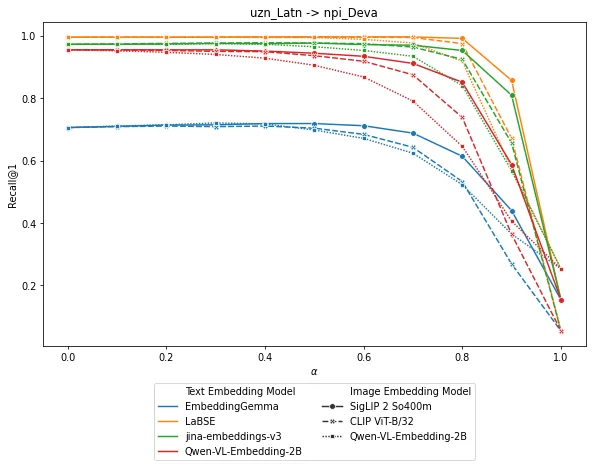 uzn_Latn -> npi_Deva
Recall@1
1.0
0.8
0.6
0.4
0.2
0.0 0.2 0.4 0.6 0.8 1.0
α
Text Embedding Model Image Embedding Model
EmbeddingGemma SigLIP 2 So400m
LaBSE CLIP ViT-B/32
jina-embeddings-v3 Qwen-VL-Embedding-2B
Qwen-VL-Embedding-2B